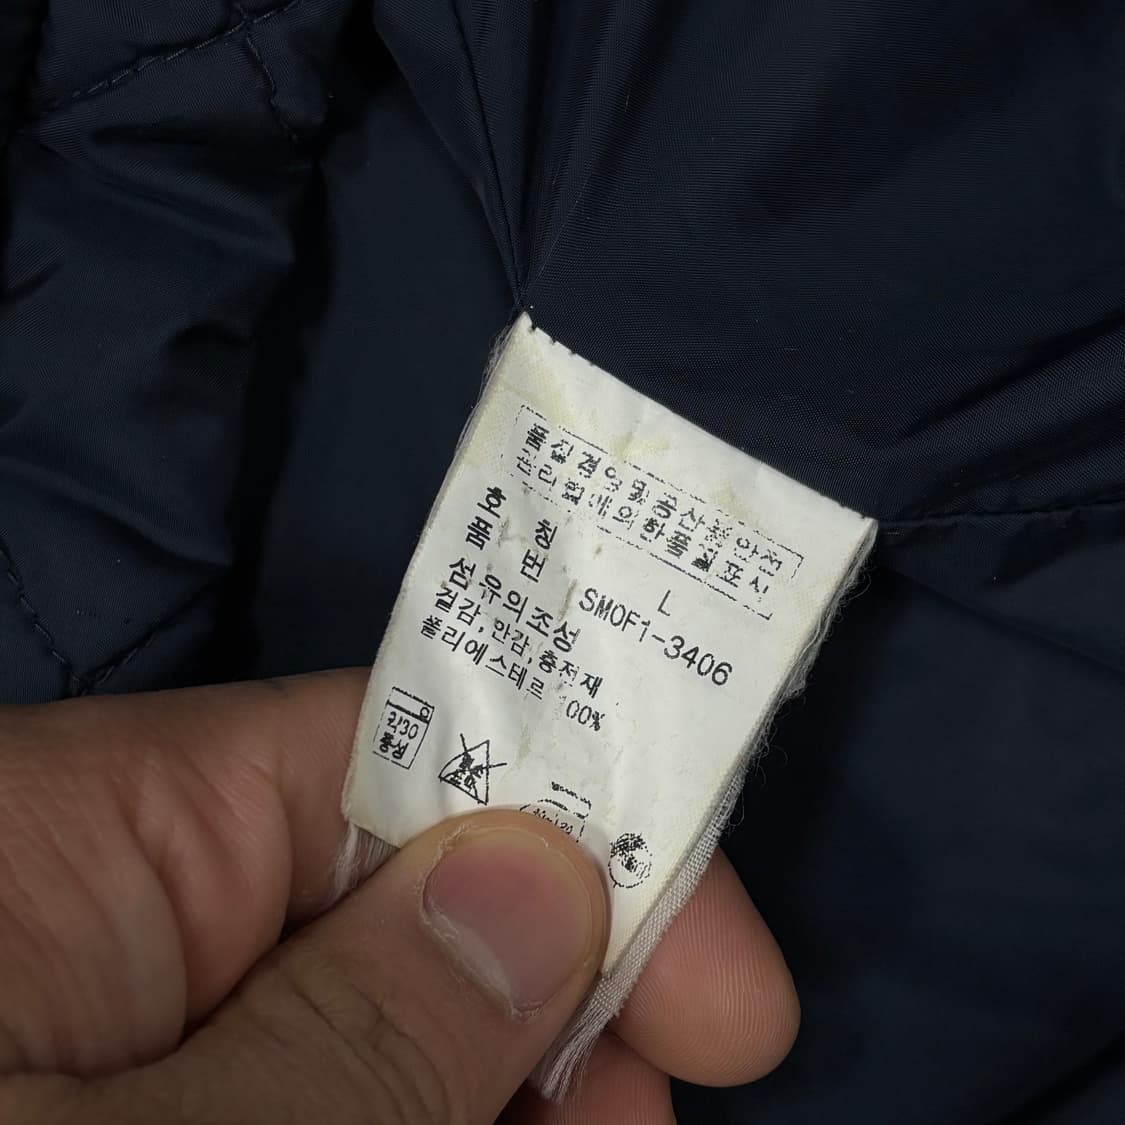 품질경영및공산품안전
관리법에의한품질표시
호 칭 L
품 번 SMOF1-3406
섬유의조성
겉감,안감,충전재
폴리에스테르 100%
약30
중성